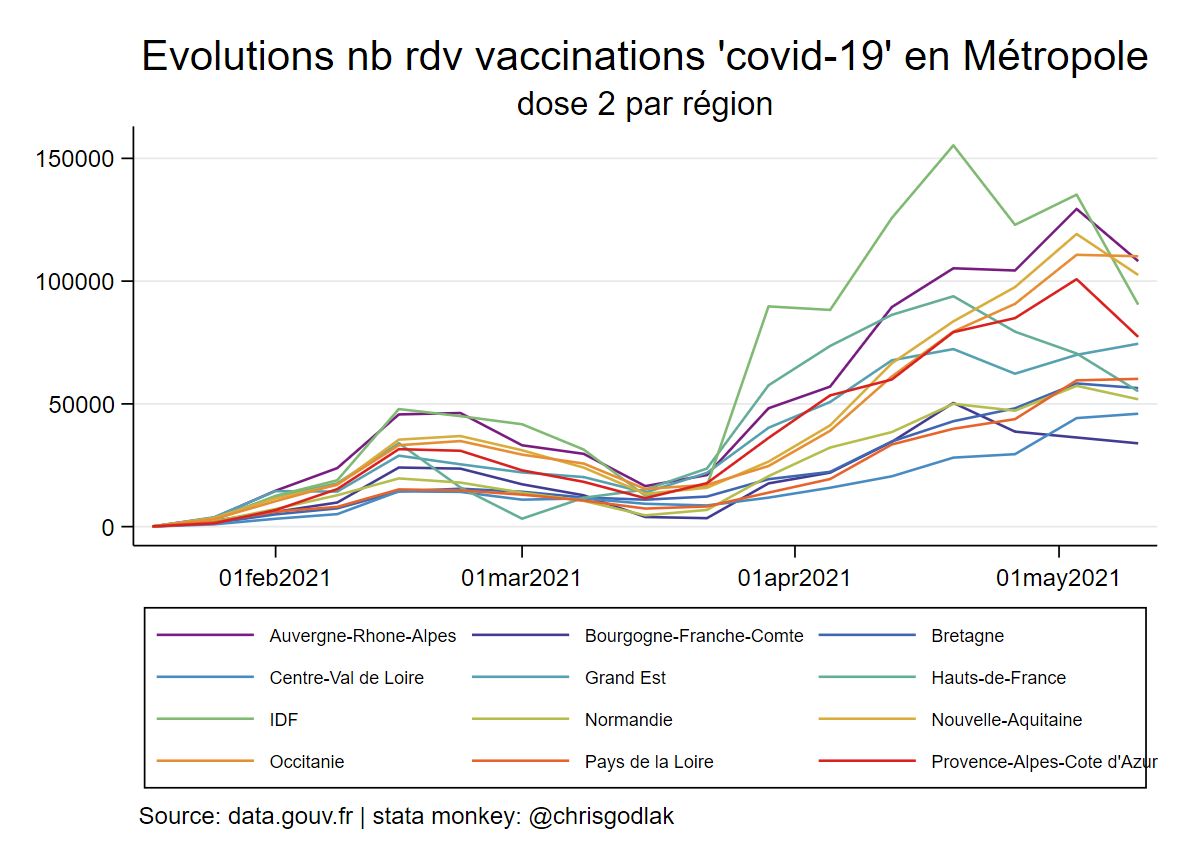 Evolutions nb rdv vaccinations 'covid-19' en Métropole
dose 2 par région
150000
100000
50000
0
01feb2021 01mar2021 01apr2021 01may2021
Auvergne-Rhone-Alpes Bourgogne-Franche-Comte Bretagne
Centre-Val de Loire Grand Est Hauts-de-France
IDF Normandie Nouvelle-Aquitaine
Occitanie Pays de la Loire Provence-Alpes-Cote d'Azur
Source: data.gouv.fr | stata monkey: @chrisgodlak